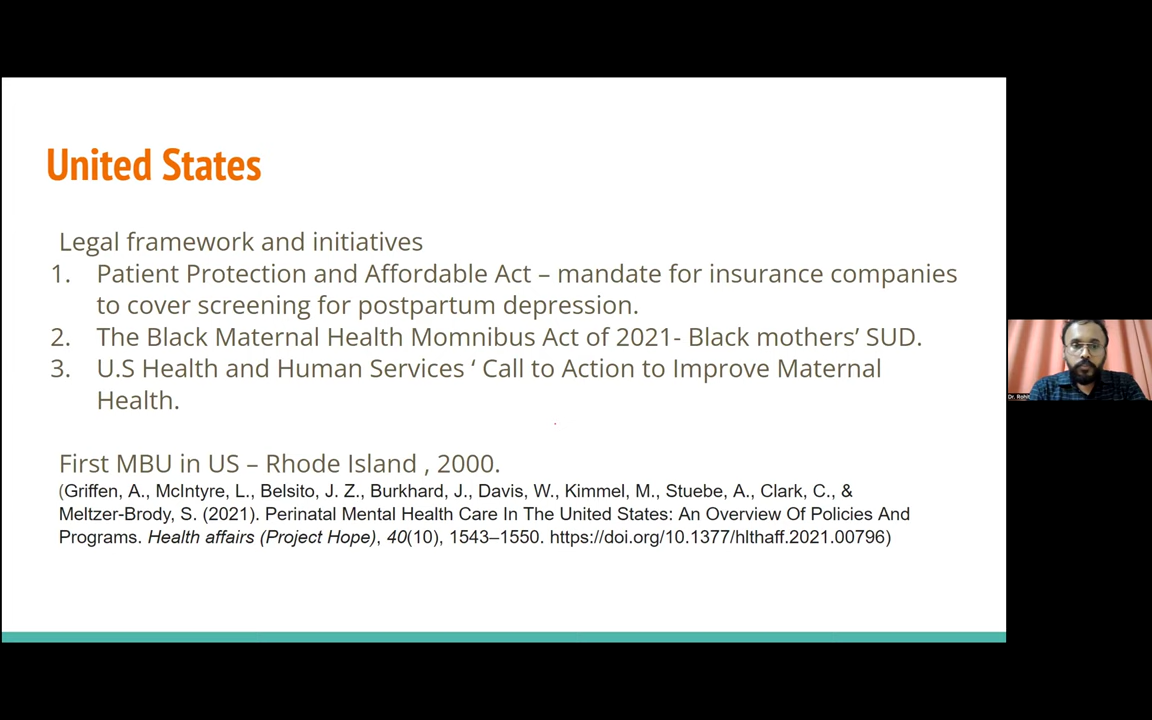 United States
Legal framework and initiatives
1. Patient Protection and Affordable Act – mandate for insurance companies
to cover screening for postpartum depression.
2. The Black Maternal Health Momnibus Act of 2021- Black mothers’ SUD.
3. U.S Health and Human Services ‘ Call to Action to Improve Maternal
Health.
First MBU in US – Rhode Island , 2000.
(Griffen, A., McIntyre, L., Belsito, J. Z., Burkhard, J., Davis, W., Kimmel, M., Stuebe, A., Clark, C., &
Meltzer-Brody, S. (2021). Perinatal Mental Health Care In The United States: An Overview Of Policies And
Programs. Health affairs (Project Hope), 40(10), 1543–1550. https://doi.org/10.1377/hlthaff.2021.00796)
Dr. Rohit